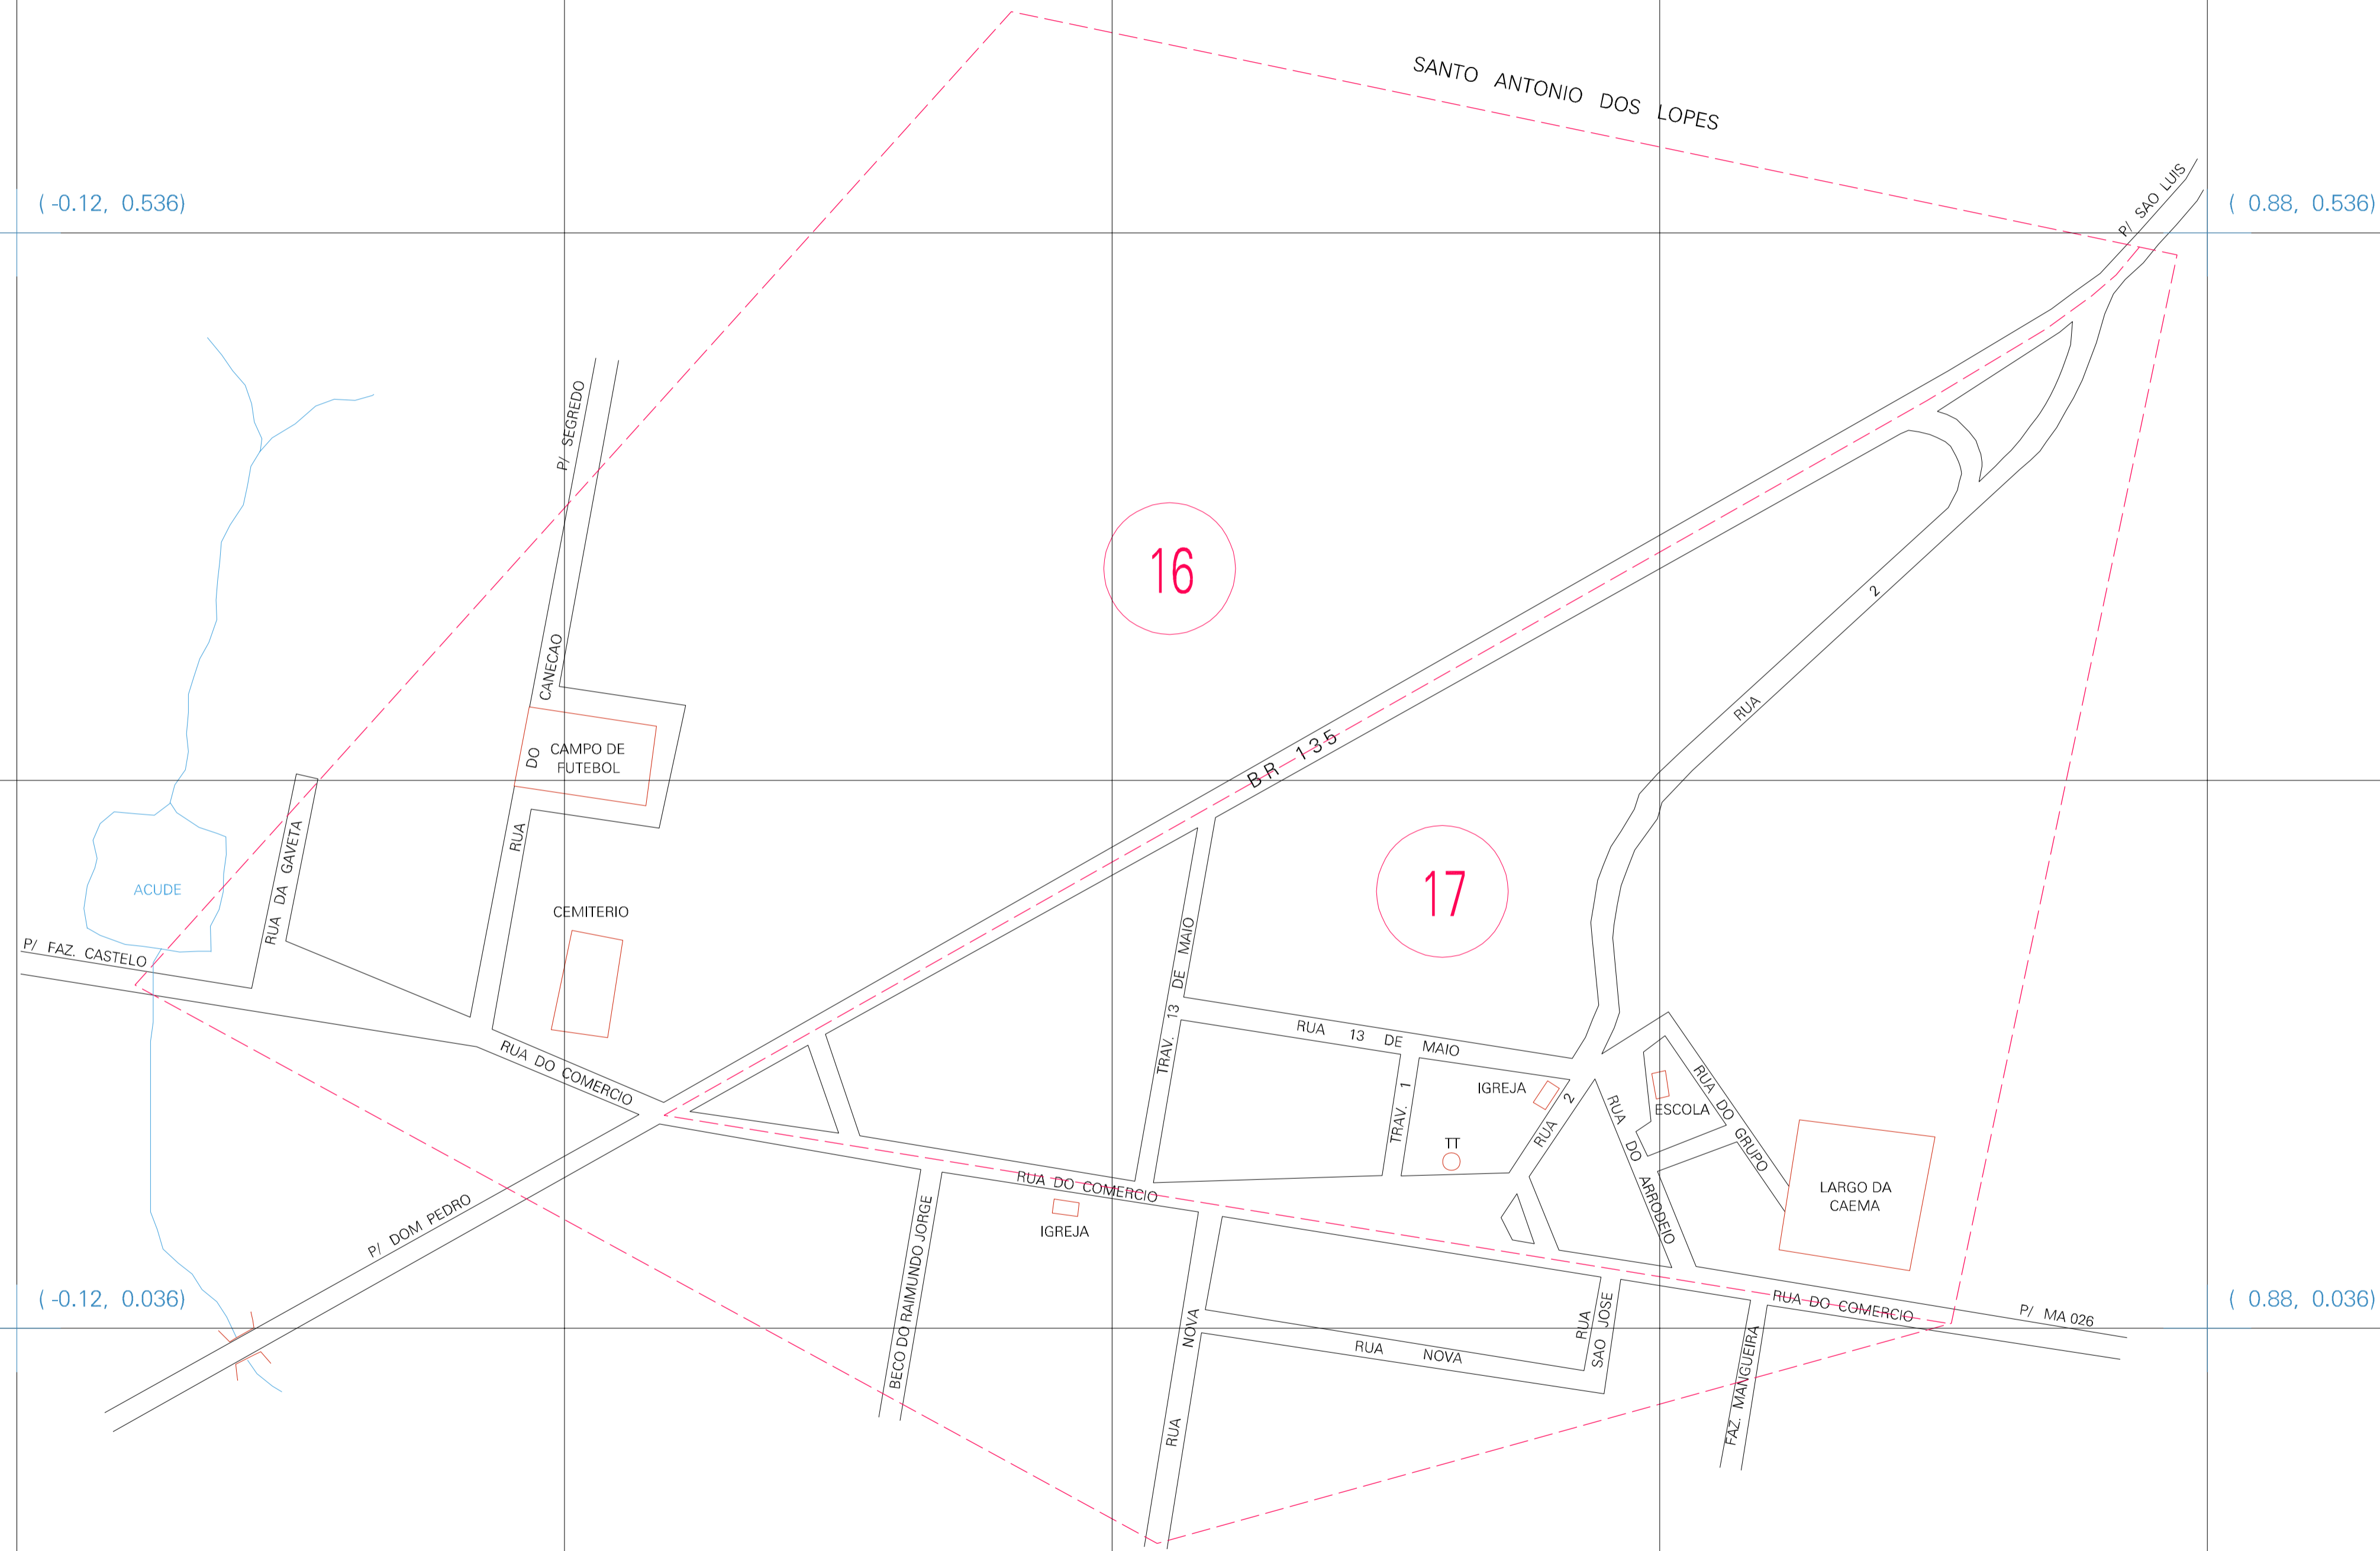 SANTO ANTONIO DOS LOPES
P/ SAO LUIS
( -0.12, 0.536)
( 0.88, 0.536)
P/ SEGREDO
16
2
RUA
RUA DO CANECAO
CAMPO DE
FUTEBOL
BR 135
RUA DA GAVETA
ACUDE
17
CEMITERIO
P/ FAZ. CASTELO
TRAV. 13 DE MAIO
RUA 13 DE MAIO
RUA DO COMERCIO
IGREJA
TRAV. 1
RUA 2
RUA DO ARRODEIO
ESCOLA
RUA DO GRUPO
TT
RUA DO COMERCIO
IGREJA
LARGO DA
CAEMA
P/ DOM PEDRO
BECO DO RAIMUNDO JORGE
( -0.12, 0.036)
( 0.88, 0.036)
RUA NOVA
RUA NOVA
RUA
SAO JOSE
RUA DO COMERCIO
P/ MA 026
FAZ. MANGUEIRA